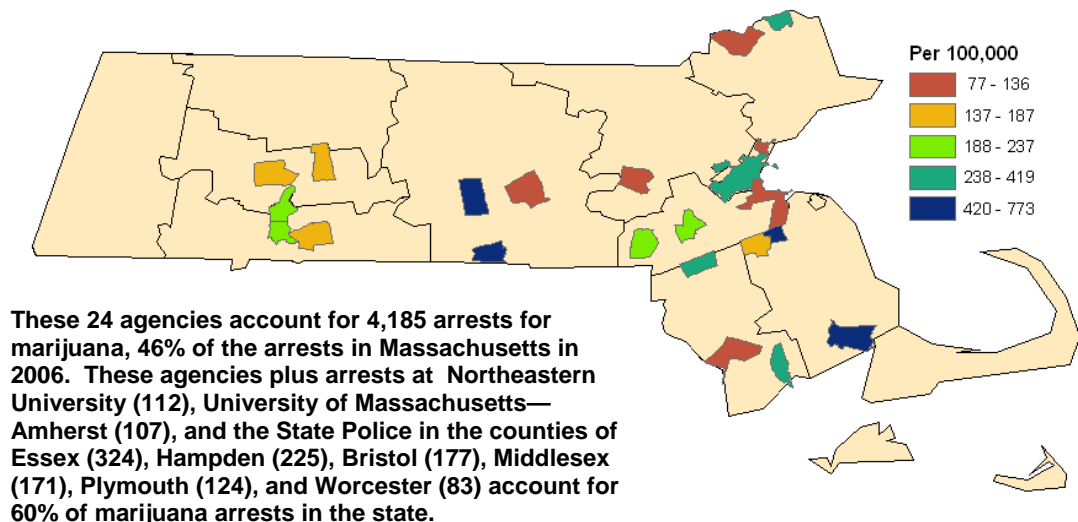 Per 100,000
77 - 136
137 - 187
188 - 237
238 - 419
420 - 773
These 24 agencies account for 4,185 arrests for
marijuana, 46% of the arrests in Massachusetts in
2006. These agencies plus arrests at Northeastern
University (112), University of Massachusetts—
Amherst (107), and the State Police in the counties of
Essex (324), Hampden (225), Bristol (177), Middlesex
(171), Plymouth (124), and Worcester (83) account for
60% of marijuana arrests in the state.